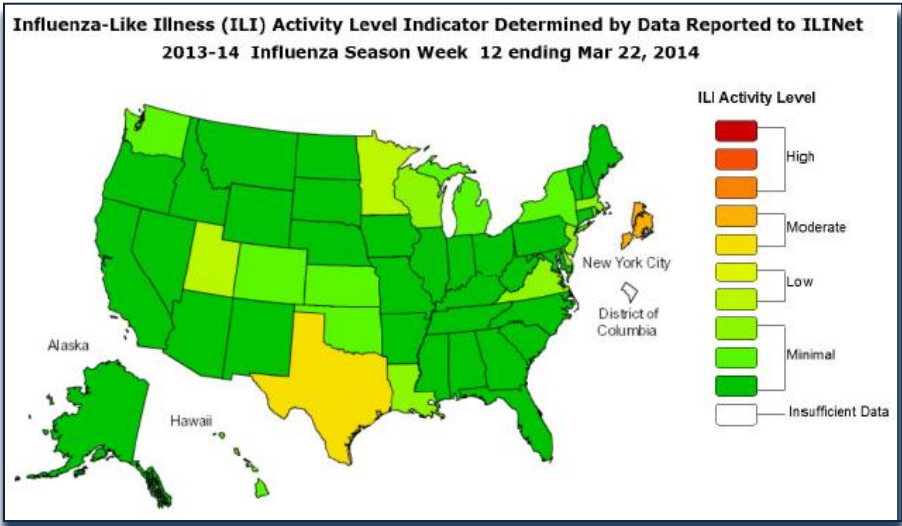 Influenza-Like Illness (ILI) Activity Level Indicator Determined by Data Reported to ILINet
2013-14 Influenza Season Week 12 ending Mar 22, 2014
ILI Activity Level
High
Moderate
Low
Minimal
Insufficient Data
New York City
District of
Columbia
Alaska
Hawaii